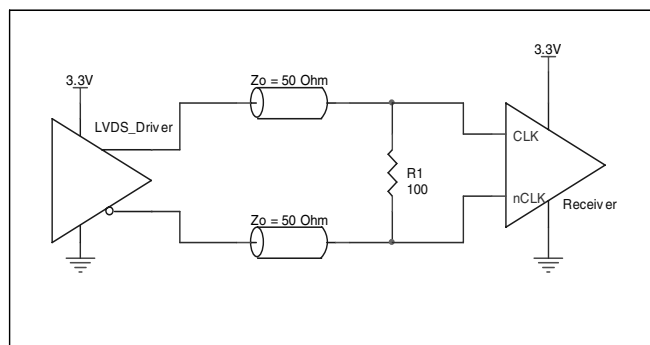 3.3V
LVDS_Driver
Zo = 50 Ohm
Zo = 50 Ohm
R1
100
3.3V
CLK
nCLK
Receiver